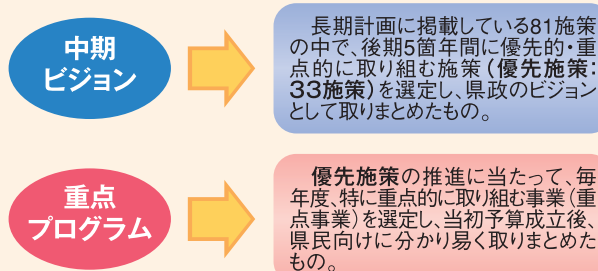 中期
ビジョン
長期計画に掲載している81施策
の中で、後期5箇年間に優先的・重
点的に取り組む施策(優先施策:
33施策)を選定し、県政のビジョン
として取りまとめたもの。
重点
プログラム
優先施策の推進に当たって、毎
年度、特に重点的に取り組む事業(重
点事業)を選定し、当初予算成立後、
県民向けに分かり易く取りまとめた
もの。